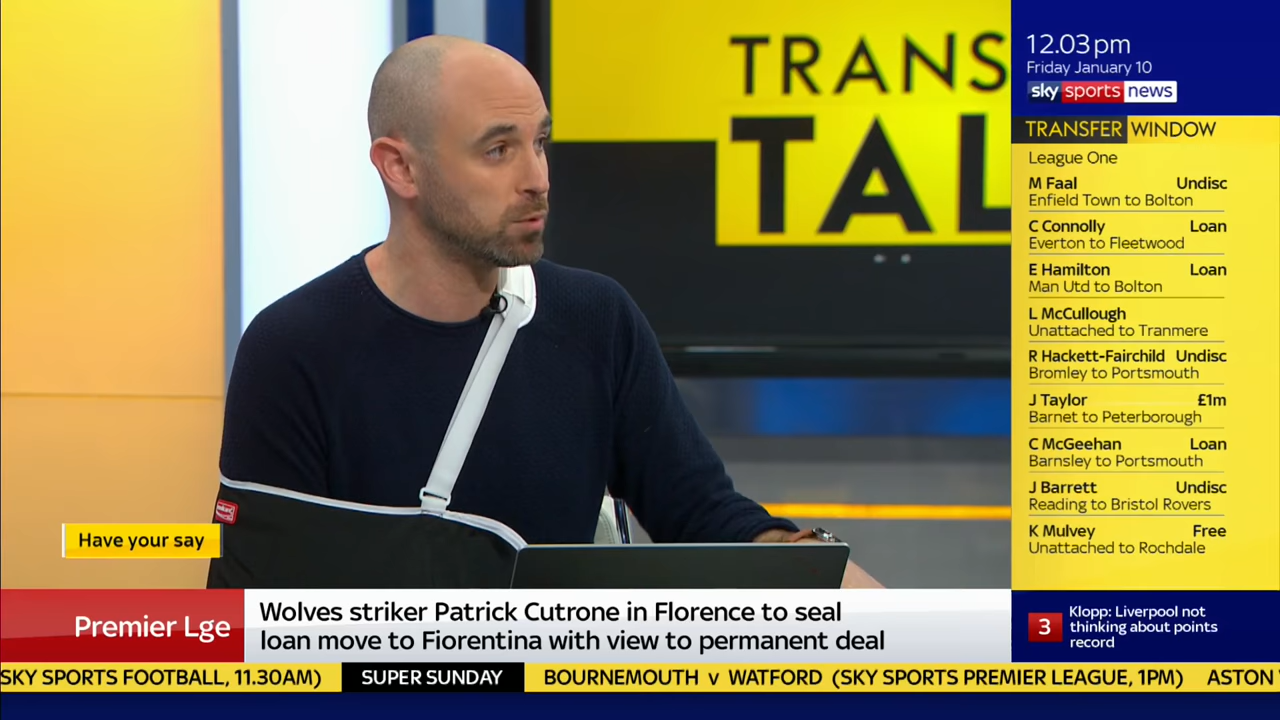 TRANS
TAL
12.03pm
Friday January 10
sky sports news
TRANSFER WINDOW
League One
M Faal Undisc
Enfield Town to Bolton
C Connolly Loan
Everton to Fleetwood
E Hamilton Loan
Man Utd to Bolton
L McCullough
Unattached to Tranmere
R Hackett-Fairchild Undisc
Bromley to Portsmouth
J Taylor £1m
Barnet to Peterborough
C McGeehan Loan
Barnsley to Portsmouth
J Barrett Undisc
Reading to Bristol Rovers
K Mulvey Free
Unattached to Rochdale
Have your say
Premier Lge
Wolves striker Patrick Cutrone in Florence to seal
loan move to Fiorentina with view to permanent deal
3
Klopp: Liverpool not
thinking about points
record
SKY SPORTS FOOTBALL, 11.30AM) SUPER SUNDAY BOURNEMOUTH v WATFORD (SKY SPORTS PREMIER LEAGUE, 1PM) ASTON